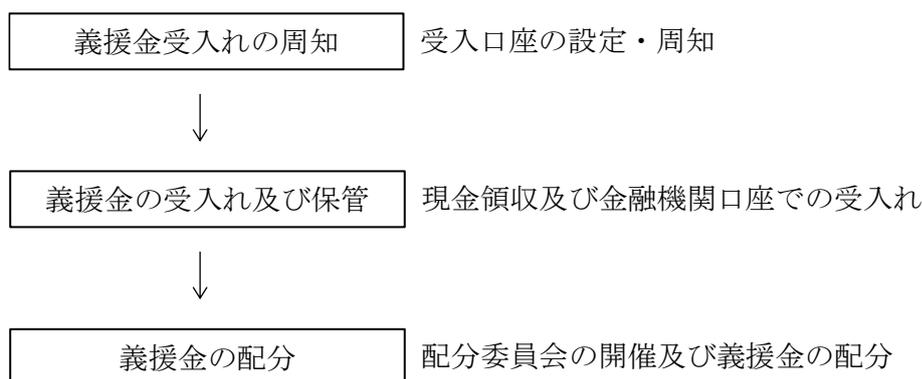 義援金受入れの周知 受入口座の設定・周知
義援金の受入れ及び保管 現金領収及び金融機関口座での受入れ
義援金の配分 配分委員会の開催及び義援金の配分